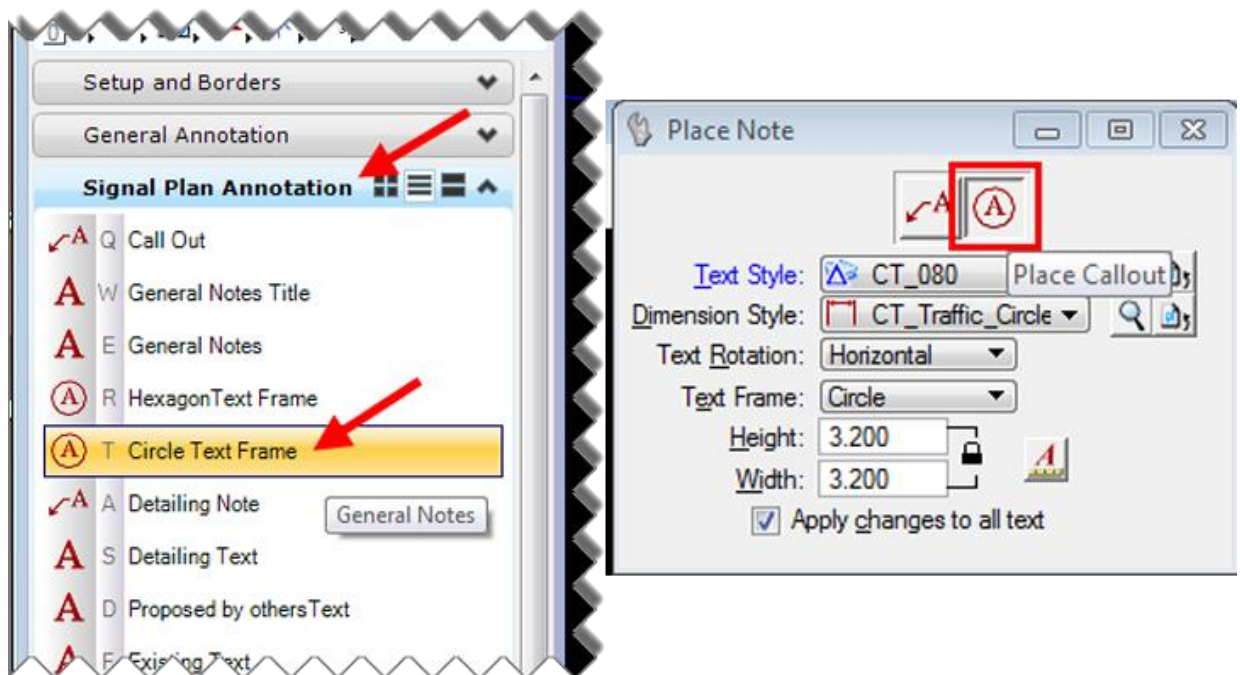 Setup and Borders
General Annotation
Signal Plan Annotation
A Q Call Out
A W General Notes Title
A E General Notes
A R HexagonText Frame
A T Circle Text Frame
A A Detailing Note
General Notes
A S Detailing Text
A D Proposed by othersText
A F Existing Text
Place Note
A A
Text Style: CT_080
Place Callout
Dimension Style: CT_Traffic_Circle
Text Rotation: Horizontal
Text Frame: Circle
Height: 3.200
A
Width: 3.200
Apply changes to all text